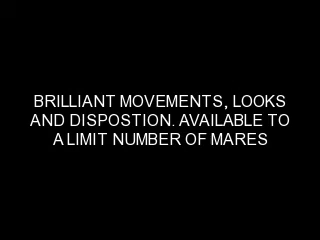 BRILLIANT MOVEMENTS, LOOKS
AND DISPOSTION. AVAILABLE TO
A LIMIT NUMBER OF MARES